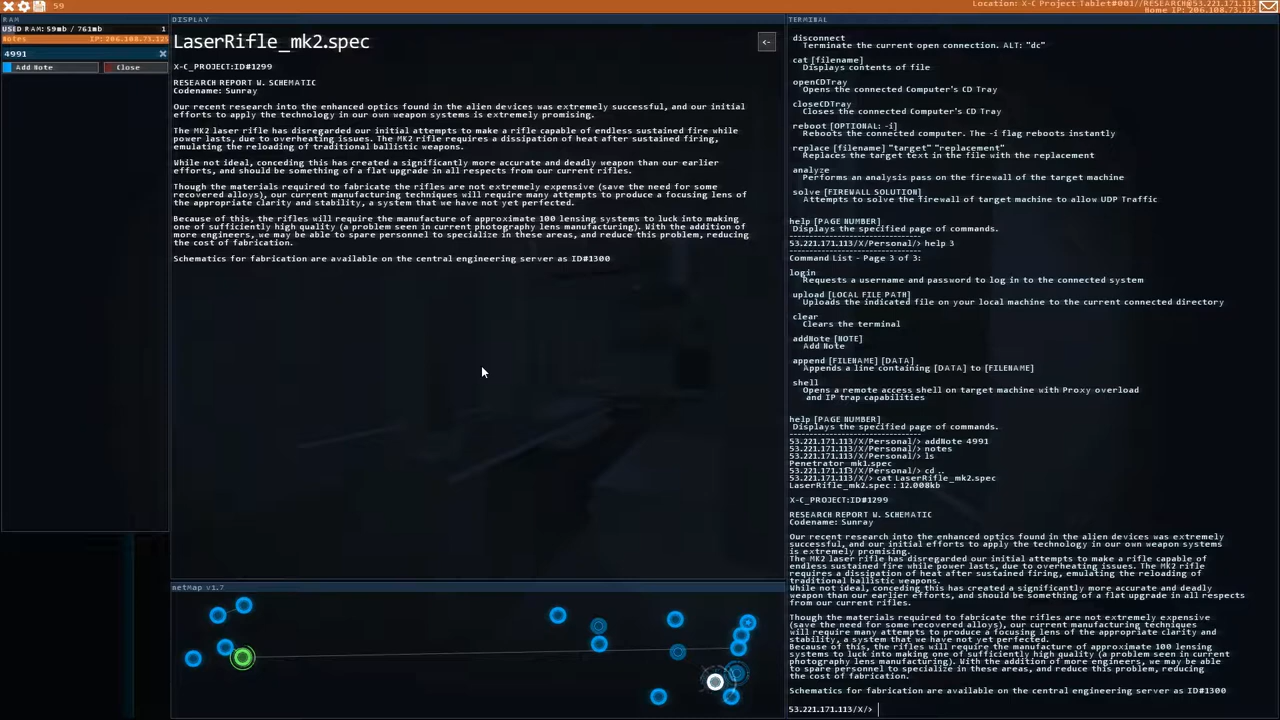 59
Location: X-C Project Tablet#001//RESEARCH@53.221.171.113
Home IP: 206.108.73.125
RAM
USED RAM: 59mb / 761mb 1
Notes IP: 206.108.73.125
4991
Add Note Close
DISPLAY
LaserRifle_mk2.spec
<-
X-C_PROJECT:ID#1299
RESEARCH REPORT W. SCHEMATIC
Codename: Sunray
Our recent research into the enhanced optics found in the alien devices was extremely successful, and our initial
efforts to apply the technology in our own weapon systems is extremely promising.
The MK2 laser rifle has disregarded our initial attempts to make a rifle capable of endless sustained fire while
power lasts, due to overheating issues. The MK2 rifle requires a dissipation of heat after sustained firing,
emulating the reloading of traditional ballistic weapons.
While not ideal, conceding this has created a significantly more accurate and deadly weapon than our earlier
efforts, and should be something of a flat upgrade in all respects from our current rifles.
Though the materials required to fabricate the rifles are not extremely expensive (save the need for some
recovered alloys), our current manufacturing techniques will require many attempts to produce a focusing lens of
the appropriate clarity and stability, a system that we have not yet perfected.
Because of this, the rifles will require the manufacture of approximate 100 lensing systems to luck into making
one of sufficiently high quality (a problem seen in current photography lens manufacturing). With the addition of
more engineers, we may be able to spare personnel to specialize in these areas, and reduce this problem, reducing
the cost of fabrication.
Schematics for fabrication are available on the central engineering server as ID#1300
netMap v1.7
TERMINAL
disconnect
Terminate the current open connection. ALT: "dc"
cat [filename]
Displays contents of file
openCDTray
Opens the connected Computer's CD Tray
closeCDTray
Closes the connected Computer's CD Tray
reboot [OPTIONAL: -i]
Reboots the connected computer. The -i flag reboots instantly
replace [filename] "target" "replacement"
Replaces the target text in the file with the replacement
analyze
Performs an analysis pass on the firewall of the target machine
solve [FIREWALL SOLUTION]
Attempts to solve the firewall of target machine to allow UDP Traffic
help [PAGE NUMBER]
Displays the specified page of commands.
53.221.171.113/X/Personal/> help 3
Command List - Page 3 of 3:
login
Requests a username and password to log in to the connected system
upload [LOCAL FILE PATH]
Uploads the indicated file on your local machine to the current connected directory
clear
Clears the terminal
addNote [NOTE]
Add Note
append [FILENAME] [DATA]
Appends a line containing [DATA] to [FILENAME]
shell
Opens a remote access shell on target machine with Proxy overload
and IP trap capabilities
help [PAGE NUMBER]
Displays the specified page of commands.
53.221.171.113/X/Personal/> addNote 4991
53.221.171.113/X/Personal/> notes
53.221.171.113/X/Personal/> ls
Penetrator_mk1.spec
53.221.171.113/X/Personal/> cd ..
53.221.171.113/X/> cat LaserRifle_mk2.spec
LaserRifle_mk2.spec : 12.008kb
X-C_PROJECT:ID#1299
RESEARCH REPORT W. SCHEMATIC
Codename: Sunray
Our recent research into the enhanced optics found in the alien devices was extremely
successful, and our initial efforts to apply the technology in our own weapon systems
is extremely promising.
The MK2 laser rifle has disregarded our initial attempts to make a rifle capable of
endless sustained fire while power lasts, due to overheating issues. The MK2 rifle
requires a dissipation of heat after sustained firing, emulating the reloading of
traditional ballistic weapons.
While not ideal, conceding this has created a significantly more accurate and deadly
weapon than our earlier efforts, and should be something of a flat upgrade in all respects
from our current rifles.
Though the materials required to fabricate the rifles are not extremely expensive
(save the need for some recovered alloys), our current manufacturing techniques
will require many attempts to produce a focusing lens of the appropriate clarity and
stability, a system that we have not yet perfected.
Because of this, the rifles will require the manufacture of approximate 100 lensing
systems to luck into making one of sufficiently high quality (a problem seen in current
photography lens manufacturing). With the addition of more engineers, we may be able
to spare personnel to specialize in these areas, and reduce this problem, reducing
the cost of fabrication.
Schematics for fabrication are available on the central engineering server as ID#1300
53.221.171.113/X/>